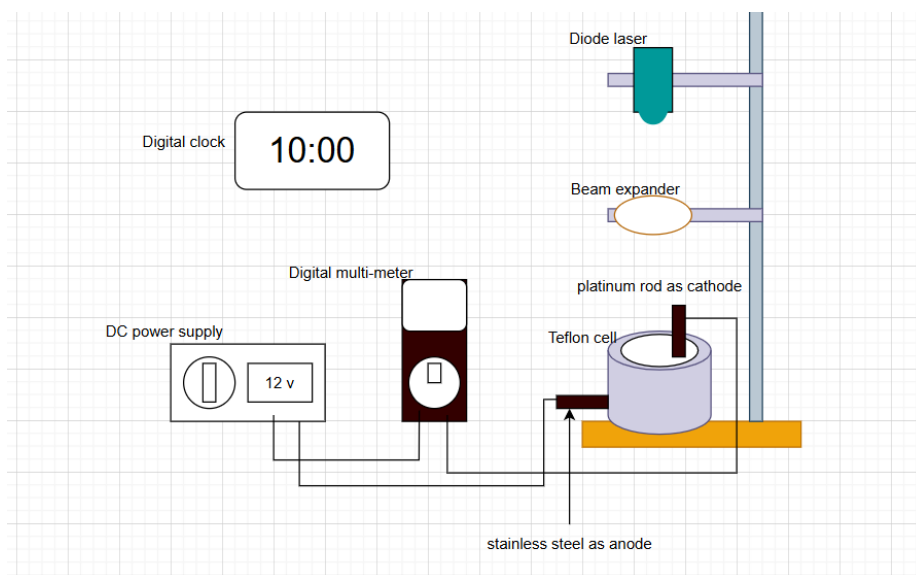 Diode laser
Digital clock
10:00
Beam expander
Digital multi-meter
platinum rod as cathode
DC power supply
Teflon cell
12 v
stainless steel as anode